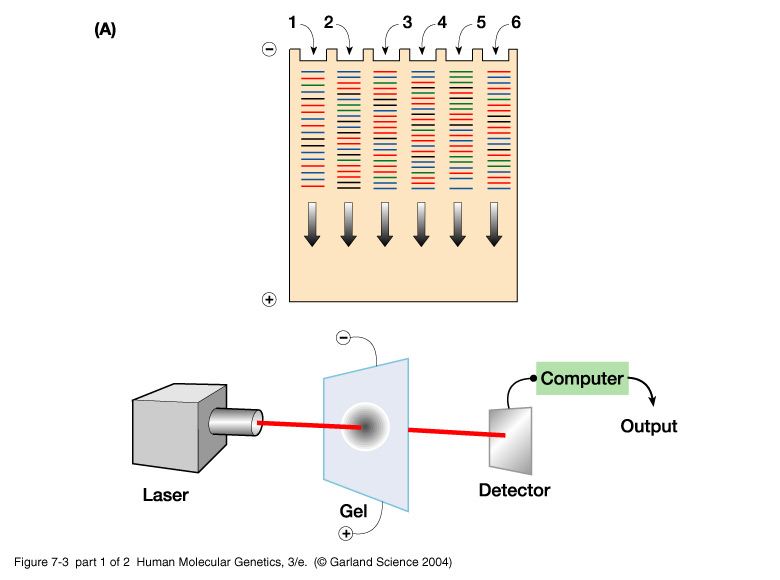 (A)
1 2 3 4 5 6
−
+
−
Computer
Output
Laser
Gel
Detector
+
Figure 7-3 part 1 of 2 Human Molecular Genetics, 3/e. (© Garland Science 2004)